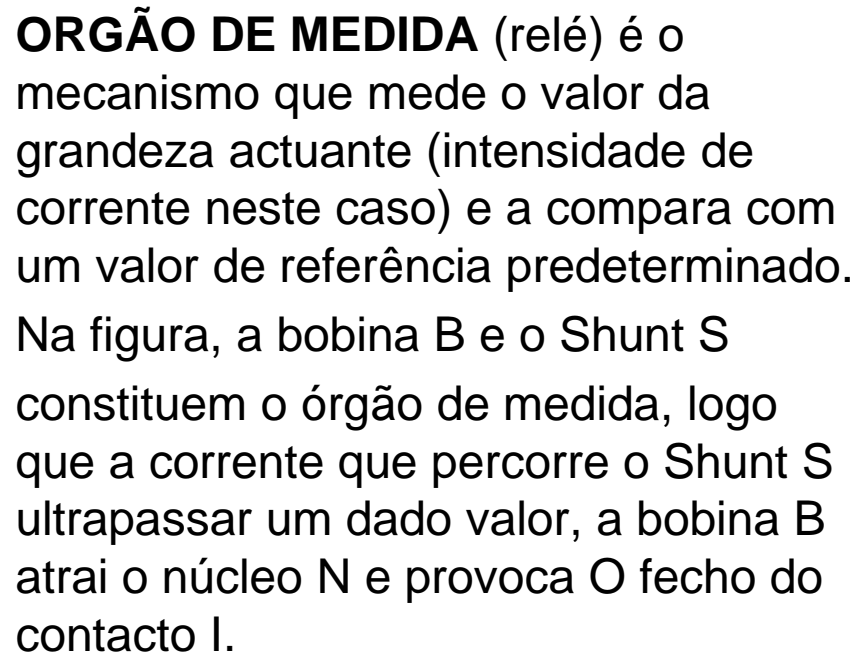 ORGÃO DE MEDIDA (relé) é o
mecanismo que mede o valor da
grandeza actuante (intensidade de
corrente neste caso) e a compara com
um valor de referência predeterminado.
Na figura, a bobina B e o Shunt S
constituem o órgão de medida, logo
que a corrente que percorre o Shunt S
ultrapassar um dado valor, a bobina B
atrai o núcleo N e provoca O fecho do
contacto I.